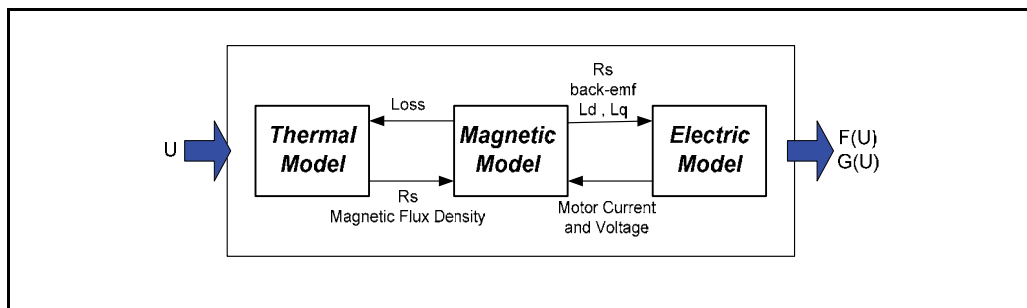 U
Thermal
Model
Loss
Rs
Magnetic Flux Density
Magnetic
Model
Rs
back-emf
Ld , Lq
Motor Current
and Voltage
Electric
Model
F(U)
G(U)